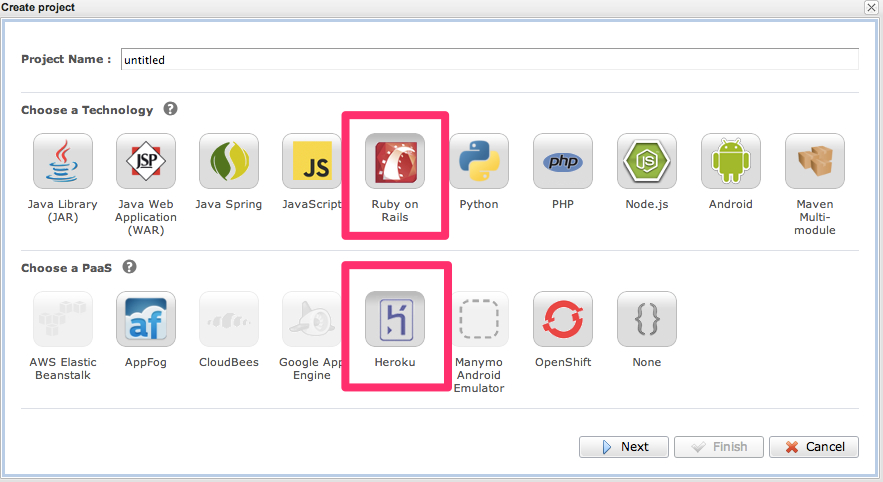 Create project
Project Name :
untitled
Choose a Technology ?
JSP
JS
php
JS
Java Library
(JAR)
Java Web
Application
(WAR)
Java Spring
JavaScript
Ruby on
Rails
Python
PHP
Node.js
Android
Maven
Multi-
module
Choose a PaaS ?
af
{}
AWS Elastic
Beanstalk
AppFog
CloudBees
Google App
Engine
Heroku
Manymo
Android
Emulator
OpenShift
None
Next
Finish
Cancel